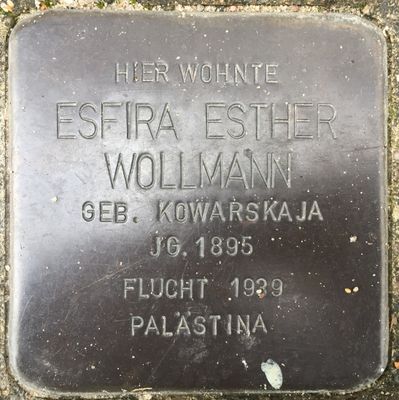 HIER WOHNTE
ESFIRA ESTHER
WOLLMANN
GEB. KOWARSKAJA
JG. 1895
FLUCHT 1939
PALÄSTINA